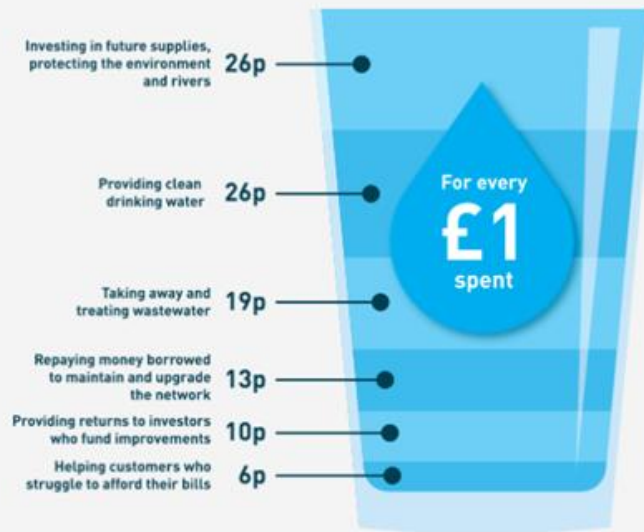 Investing in future supplies,
protecting the environment
and rivers
26p
Providing clean
drinking water
26p
Taking away and
treating wastewater
19p
Repaying money borrowed
to maintain and upgrade
the network
13p
Providing returns to investors
who fund improvements
10p
Helping customers who
struggle to afford their bills
6p
For every
£1
spent